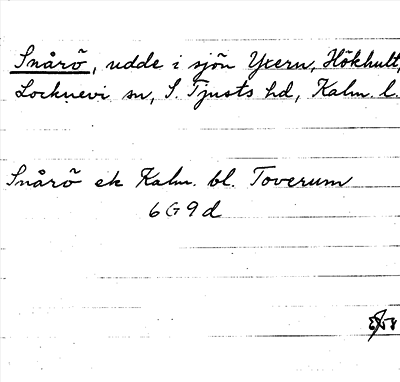 Snårö, udde i sjön Yxern, Hökhult,
Locknevi sn, S. Tjusts hd, Kalm. l.
Snårö ek Kalm. bl. Toverum
6G9d